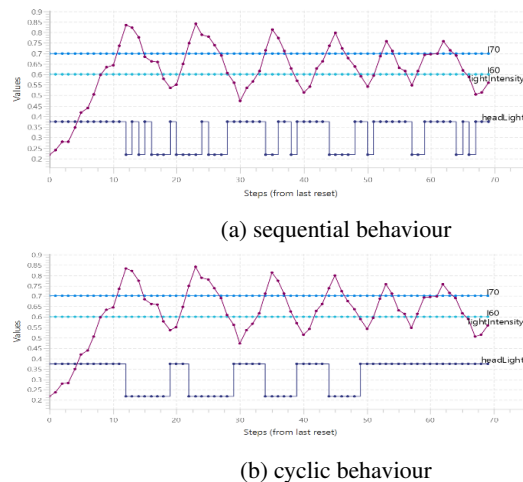 0.9
0.85
0.8
0.75
0.7
0.65
0.6
0.55
0.5
0.45
0.4
0.35
0.3
0.25
0.2
Values
l70
l60
lightIntensity
headLight
0 10 20 30 40 50 60 70
Steps (from last reset)
(a) sequential behaviour
0.9
0.85
0.8
0.75
0.7
0.65
0.6
0.55
0.5
0.45
0.4
0.35
0.3
0.25
0.2
Values
l70
l60
lightIntensity
headLight
0 10 20 30 40 50 60 70
Steps (from last reset)
(b) cyclic behaviour